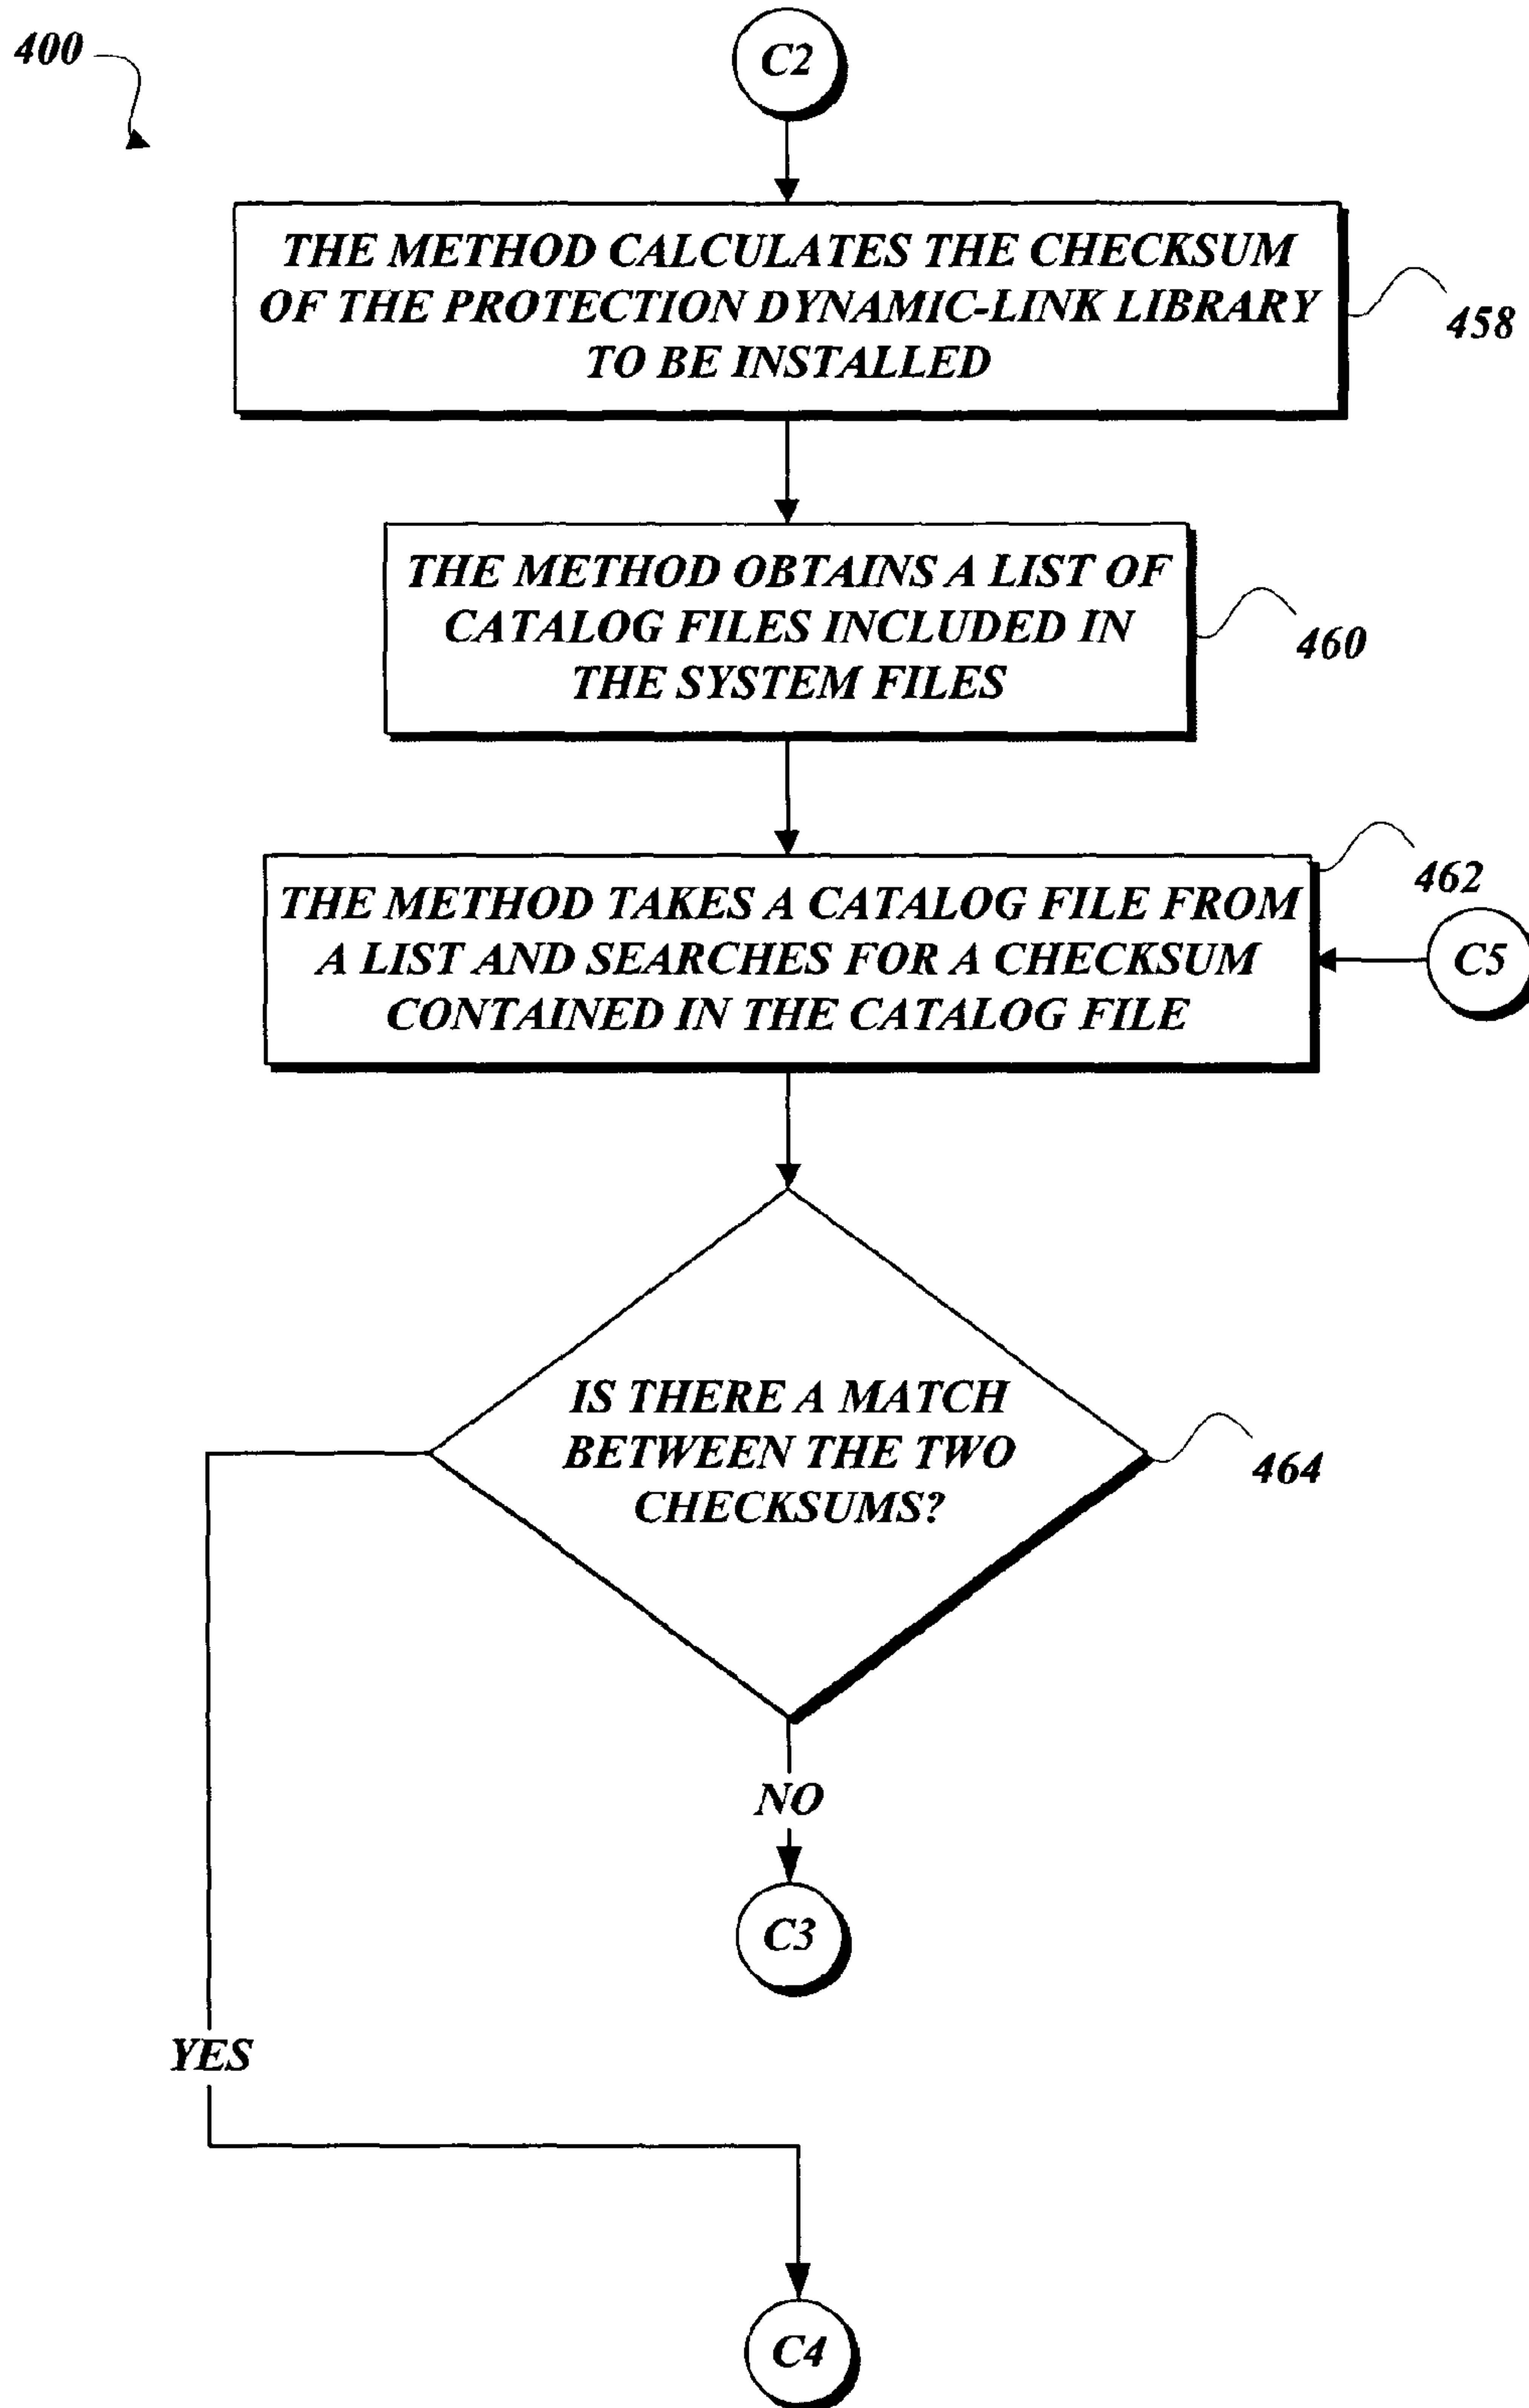 400
C2
THE METHOD CALCULATES THE CHECKSUM
OF THE PROTECTION DYNAMIC-LINK LIBRARY
TO BE INSTALLED
458
THE METHOD OBTAINS A LIST OF
CATALOG FILES INCLUDED IN
THE SYSTEM FILES
460
THE METHOD TAKES A CATALOG FILE FROM
A LIST AND SEARCHES FOR A CHECKSUM
CONTAINED IN THE CATALOG FILE
462
C5
IS THERE A MATCH
BETWEEN THE TWO
CHECKSUMS?
464
NO
C3
YES
C4